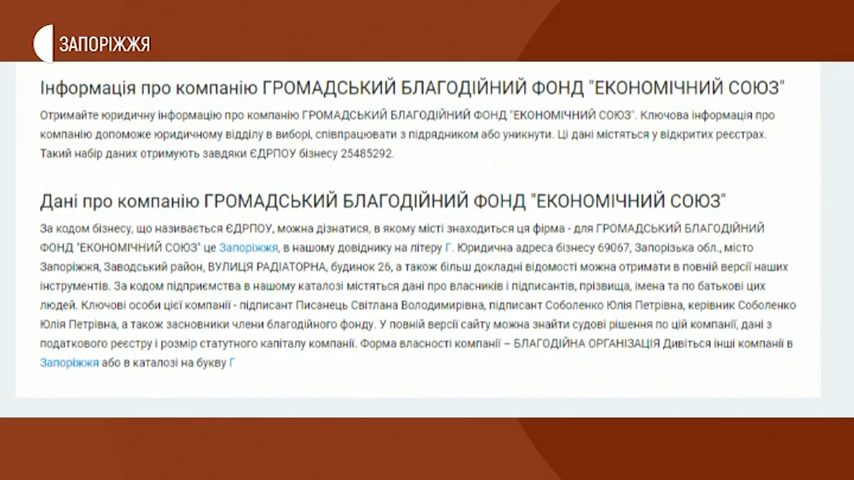 ЗАПОРІЖЖЯ
Інформація про компанію ГРОМАДСЬКИЙ БЛАГОДІЙНИЙ ФОНД "ЕКОНОМІЧНИЙ СОЮЗ"
Отримайте юридичну інформацію про компанію ГРОМАДСЬКИЙ БЛАГОДІЙНИЙ ФОНД "ЕКОНОМІЧНИЙ СОЮЗ". Ключова інформація про
компанію допоможе юридичному відділу в виборі, співпрацювати з підрядником або уникнути. Ці дані містяться у відкритих реєстрах.
Такий набір даних отримують завдяки ЄДРПОУ бізнесу 25485292.
Дані про компанію ГРОМАДСЬКИЙ БЛАГОДІЙНИЙ ФОНД "ЕКОНОМІЧНИЙ СОЮЗ"
За кодом бізнесу, що називається ЄДРПОУ, можна дізнатися, в якому місті знаходиться ця фірма - для ГРОМАДСЬКИЙ БЛАГОДІЙНИЙ
ФОНД "ЕКОНОМІЧНИЙ СОЮЗ" це Запоріжжя, в нашому довіднику на літеру Г. Юридична адреса бізнесу 69067, Запорізька обл., місто
Запоріжжя, Заводський район, ВУЛИЦЯ РАДІАТОРНА, будинок 26, а також більш докладні відомості можна отримати в повній версії наших
інструментів. За кодом підприємства в нашому каталозі містяться дані про власників і підписантів, прізвища, імена та по батькові цих
людей. Ключові особи цієї компанії - підписант Писанець Світлана Володимирівна, підписант Соболенко Юлія Петрівна, керівник Соболенко
Юлія Петрівна, а також засновники члени благодійного фонду. У повній версії сайту можна знайти судові рішення по цій компанії, дані з
податкового реєстру і розмір статутного капіталу компанії. Форма власності компанії – БЛАГОДІЙНА ОРГАНІЗАЦІЯ Дивіться інші компанії в
Запоріжжя або в каталозі на букву Г